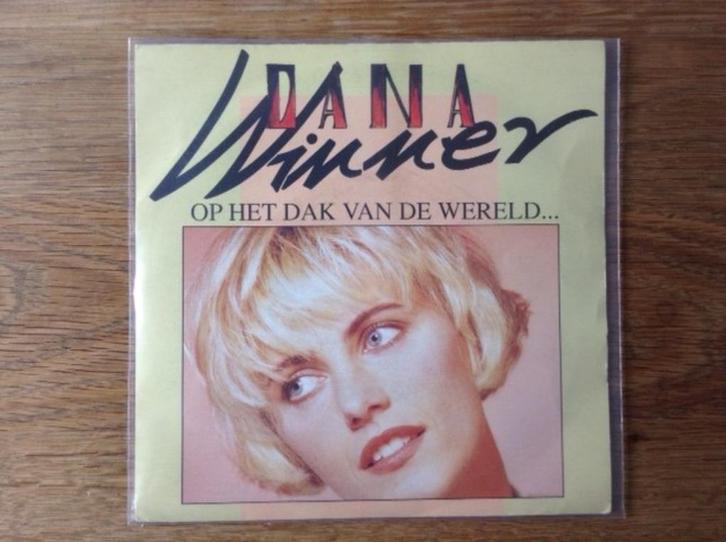 DANA
Winner
OP HET DAK VAN DE WERELD...